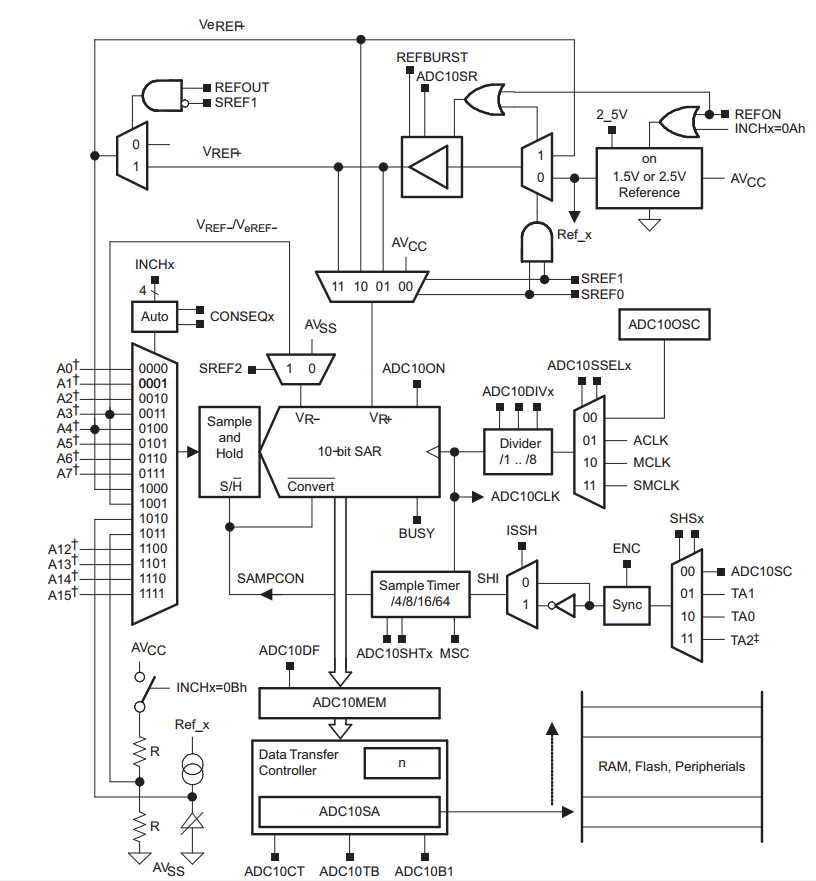 VeREF+
REFBURST
ADC10SR
REFOUT
SREF1
2_5V
REFON
INCHx=0Ah
0
1
VREF+
1
0
on
1.5V or 2.5V
Reference
AVCC
VREF–/VeREF–
AVCC
Ref_x
INCHx
4
11 10 01 00
SREF1
SREF0
Auto
CONSEQx
AVSS
ADC10OSC
SREF2
1 0
ADC10ON
ADC10SSELx
A0† 0000
A1† 0001
A2† 0010
A3† 0011
A4† 0100
A5† 0101
A6† 0110
A7† 0111
1000
1001
1010
1011
A12† 1100
A13† 1101
A14† 1110
A15† 1111
Sample
and
Hold
S/H
VR–
VR+
10-bit SAR
Convert
ADC10DIVx
Divider
/1 .. /8
00
01 ACLK
10 MCLK
11 SMCLK
ADC10CLK
BUSY
ISSH
SHSx
ENC
SAMPCON
Sample Timer
/4/8/16/64
SHI
0
1
Sync
00 ADC10SC
01 TA1
10 TA0
11 TA2‡
ADC10DF
ADC10SHTx
MSC
AVCC
INCHx=0Bh
ADC10MEM
Ref_x
R
Data Transfer
Controller
n
RAM, Flash, Peripherials
R
ADC10SA
AVSS
ADC10CT
ADC10TB
ADC10B1